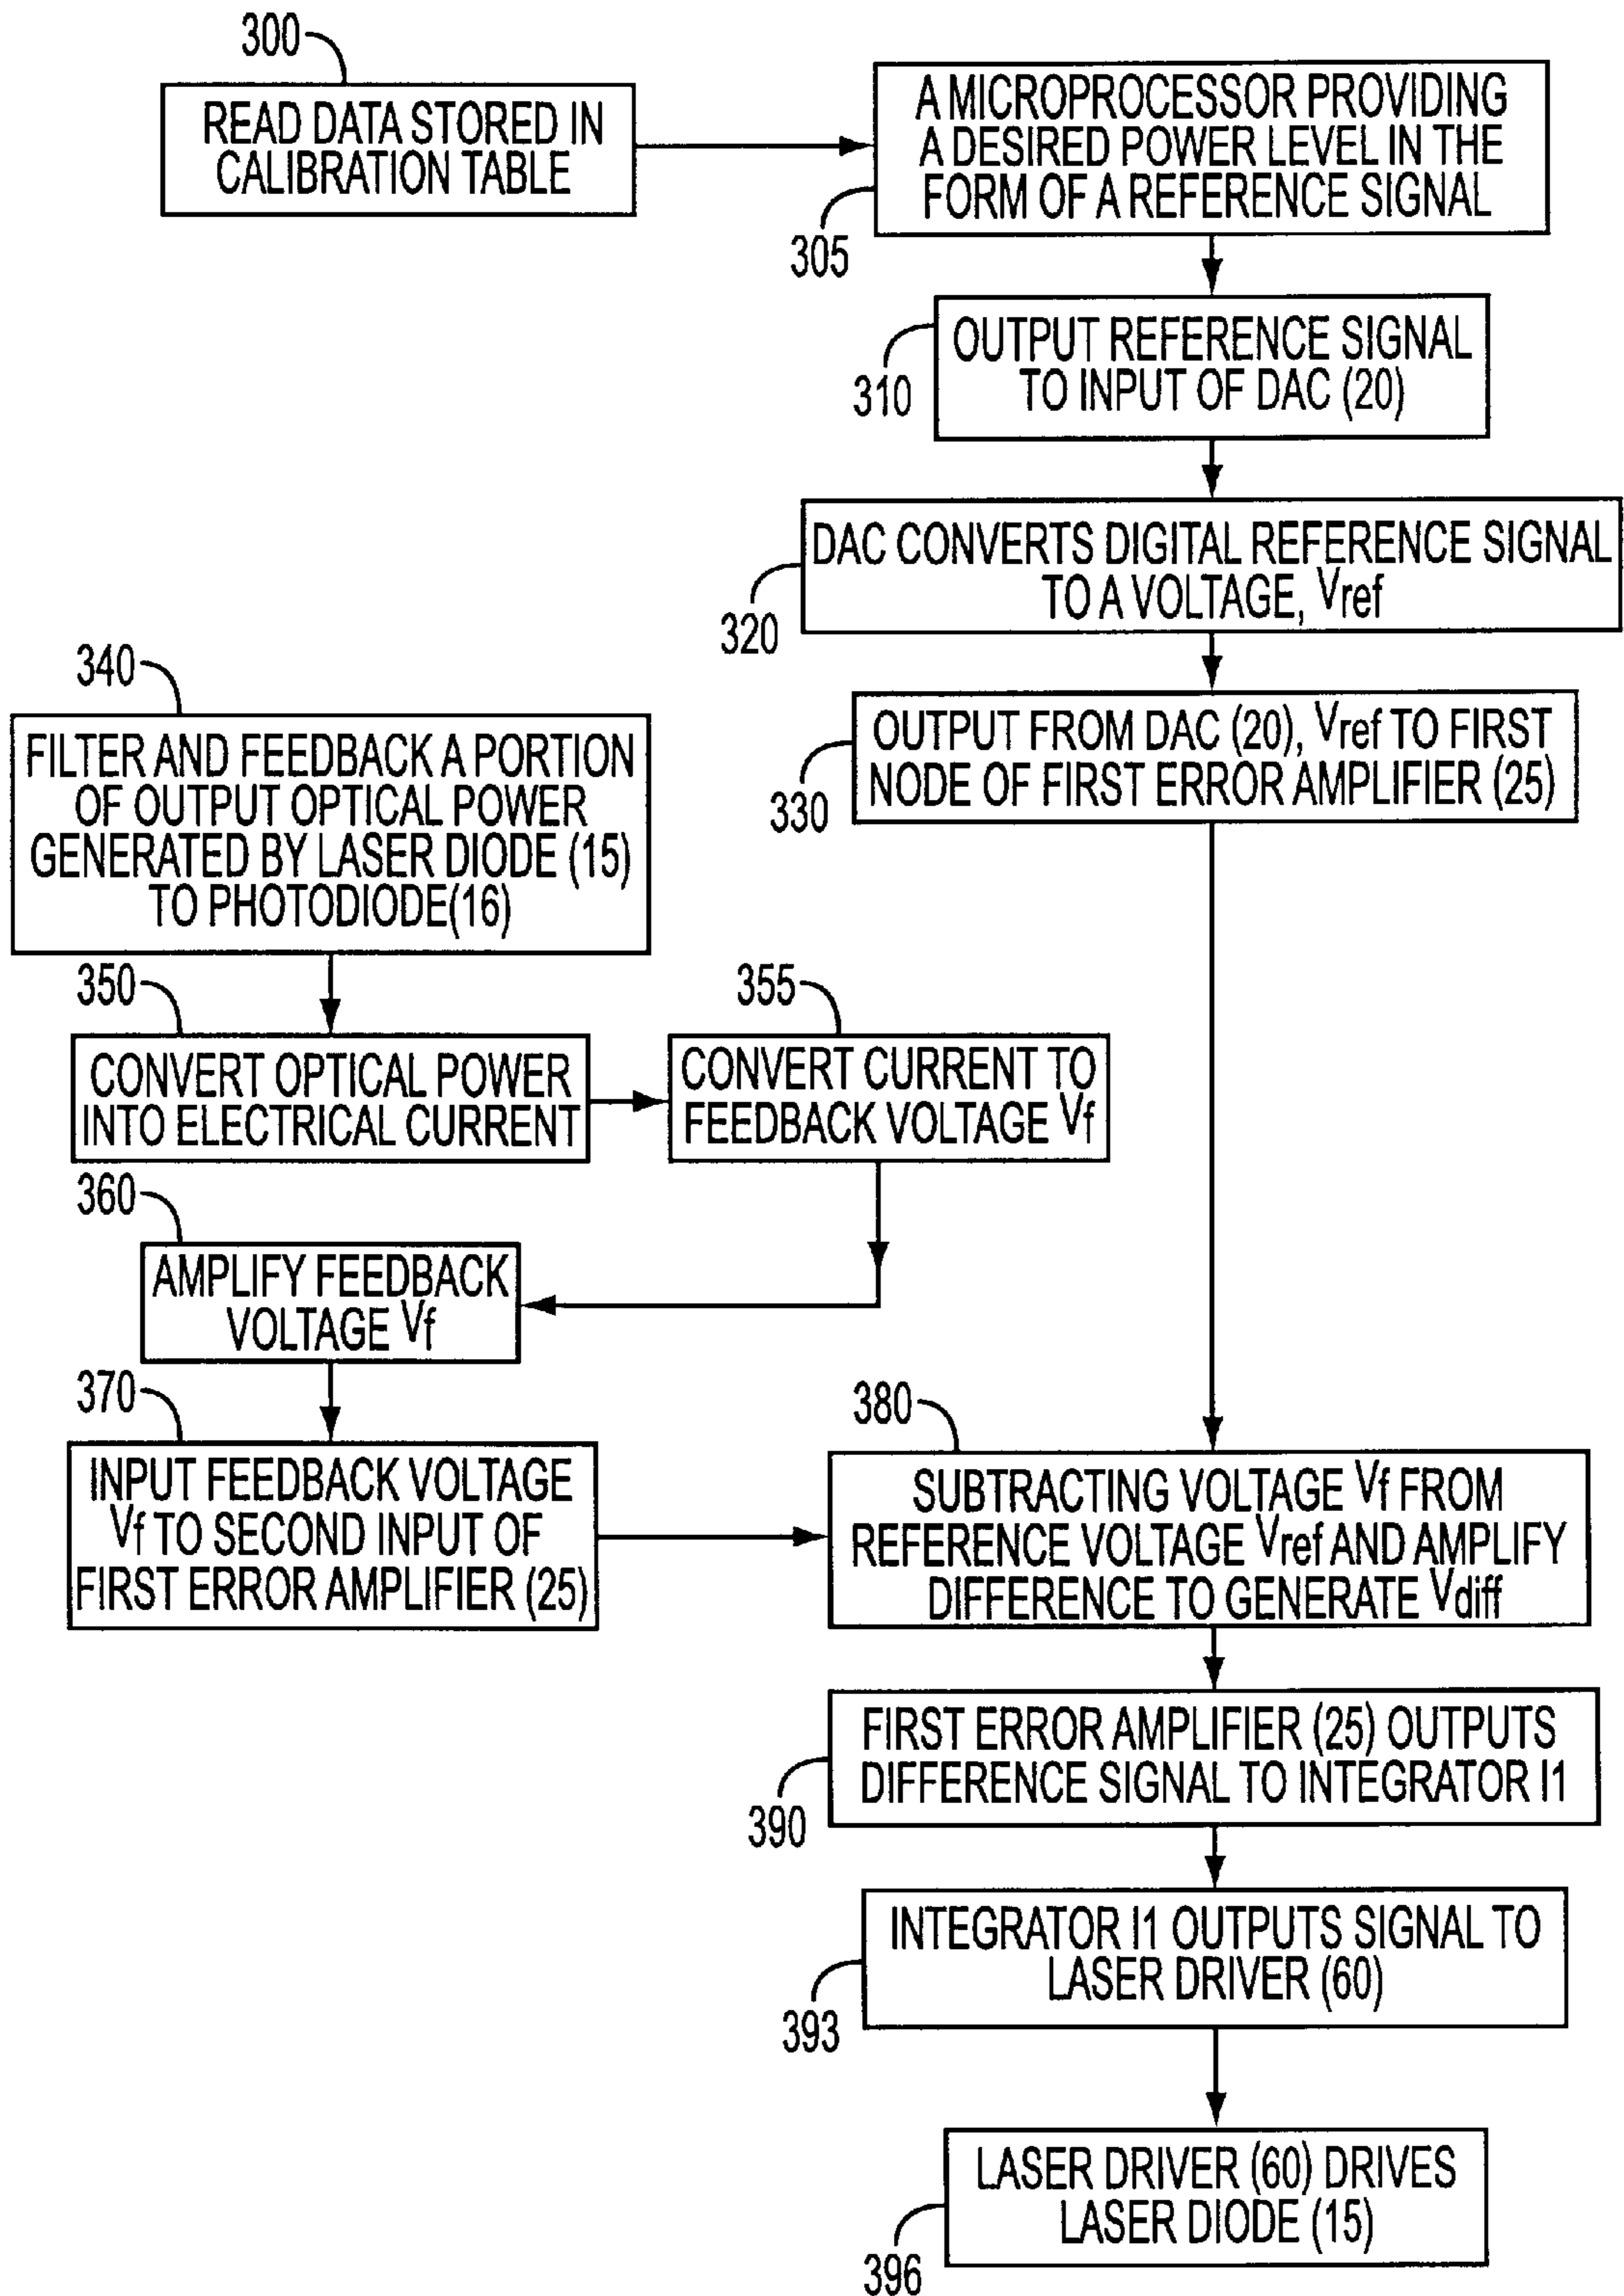 300
READ DATA STORED IN
CALIBRATION TABLE
A MICROPROCESSOR PROVIDING
A DESIRED POWER LEVEL IN THE
FORM OF A REFERENCE SIGNAL
305
OUTPUT REFERENCE SIGNAL
TO INPUT OF DAC (20)
310
DAC CONVERTS DIGITAL REFERENCE SIGNAL
TO A VOLTAGE, Vref
320
OUTPUT FROM DAC (20), Vref TO FIRST
NODE OF FIRST ERROR AMPLIFIER (25)
330
340
FILTER AND FEEDBACK A PORTION
OF OUTPUT OPTICAL POWER
GENERATED BY LASER DIODE (15)
TO PHOTODIODE(16)
350
CONVERT OPTICAL POWER
INTO ELECTRICAL CURRENT
355
CONVERT CURRENT TO
FEEDBACK VOLTAGE Vf
360
AMPLIFY FEEDBACK
VOLTAGE Vf
370
INPUT FEEDBACK VOLTAGE
Vf TO SECOND INPUT OF
FIRST ERROR AMPLIFIER (25)
380
SUBTRACTING VOLTAGE Vf FROM
REFERENCE VOLTAGE Vref AND AMPLIFY
DIFFERENCE TO GENERATE Vdiff
FIRST ERROR AMPLIFIER (25) OUTPUTS
DIFFERENCE SIGNAL TO INTEGRATOR I1
390
INTEGRATOR I1 OUTPUTS SIGNAL TO
LASER DRIVER (60)
393
LASER DRIVER (60) DRIVES
LASER DIODE (15)
396